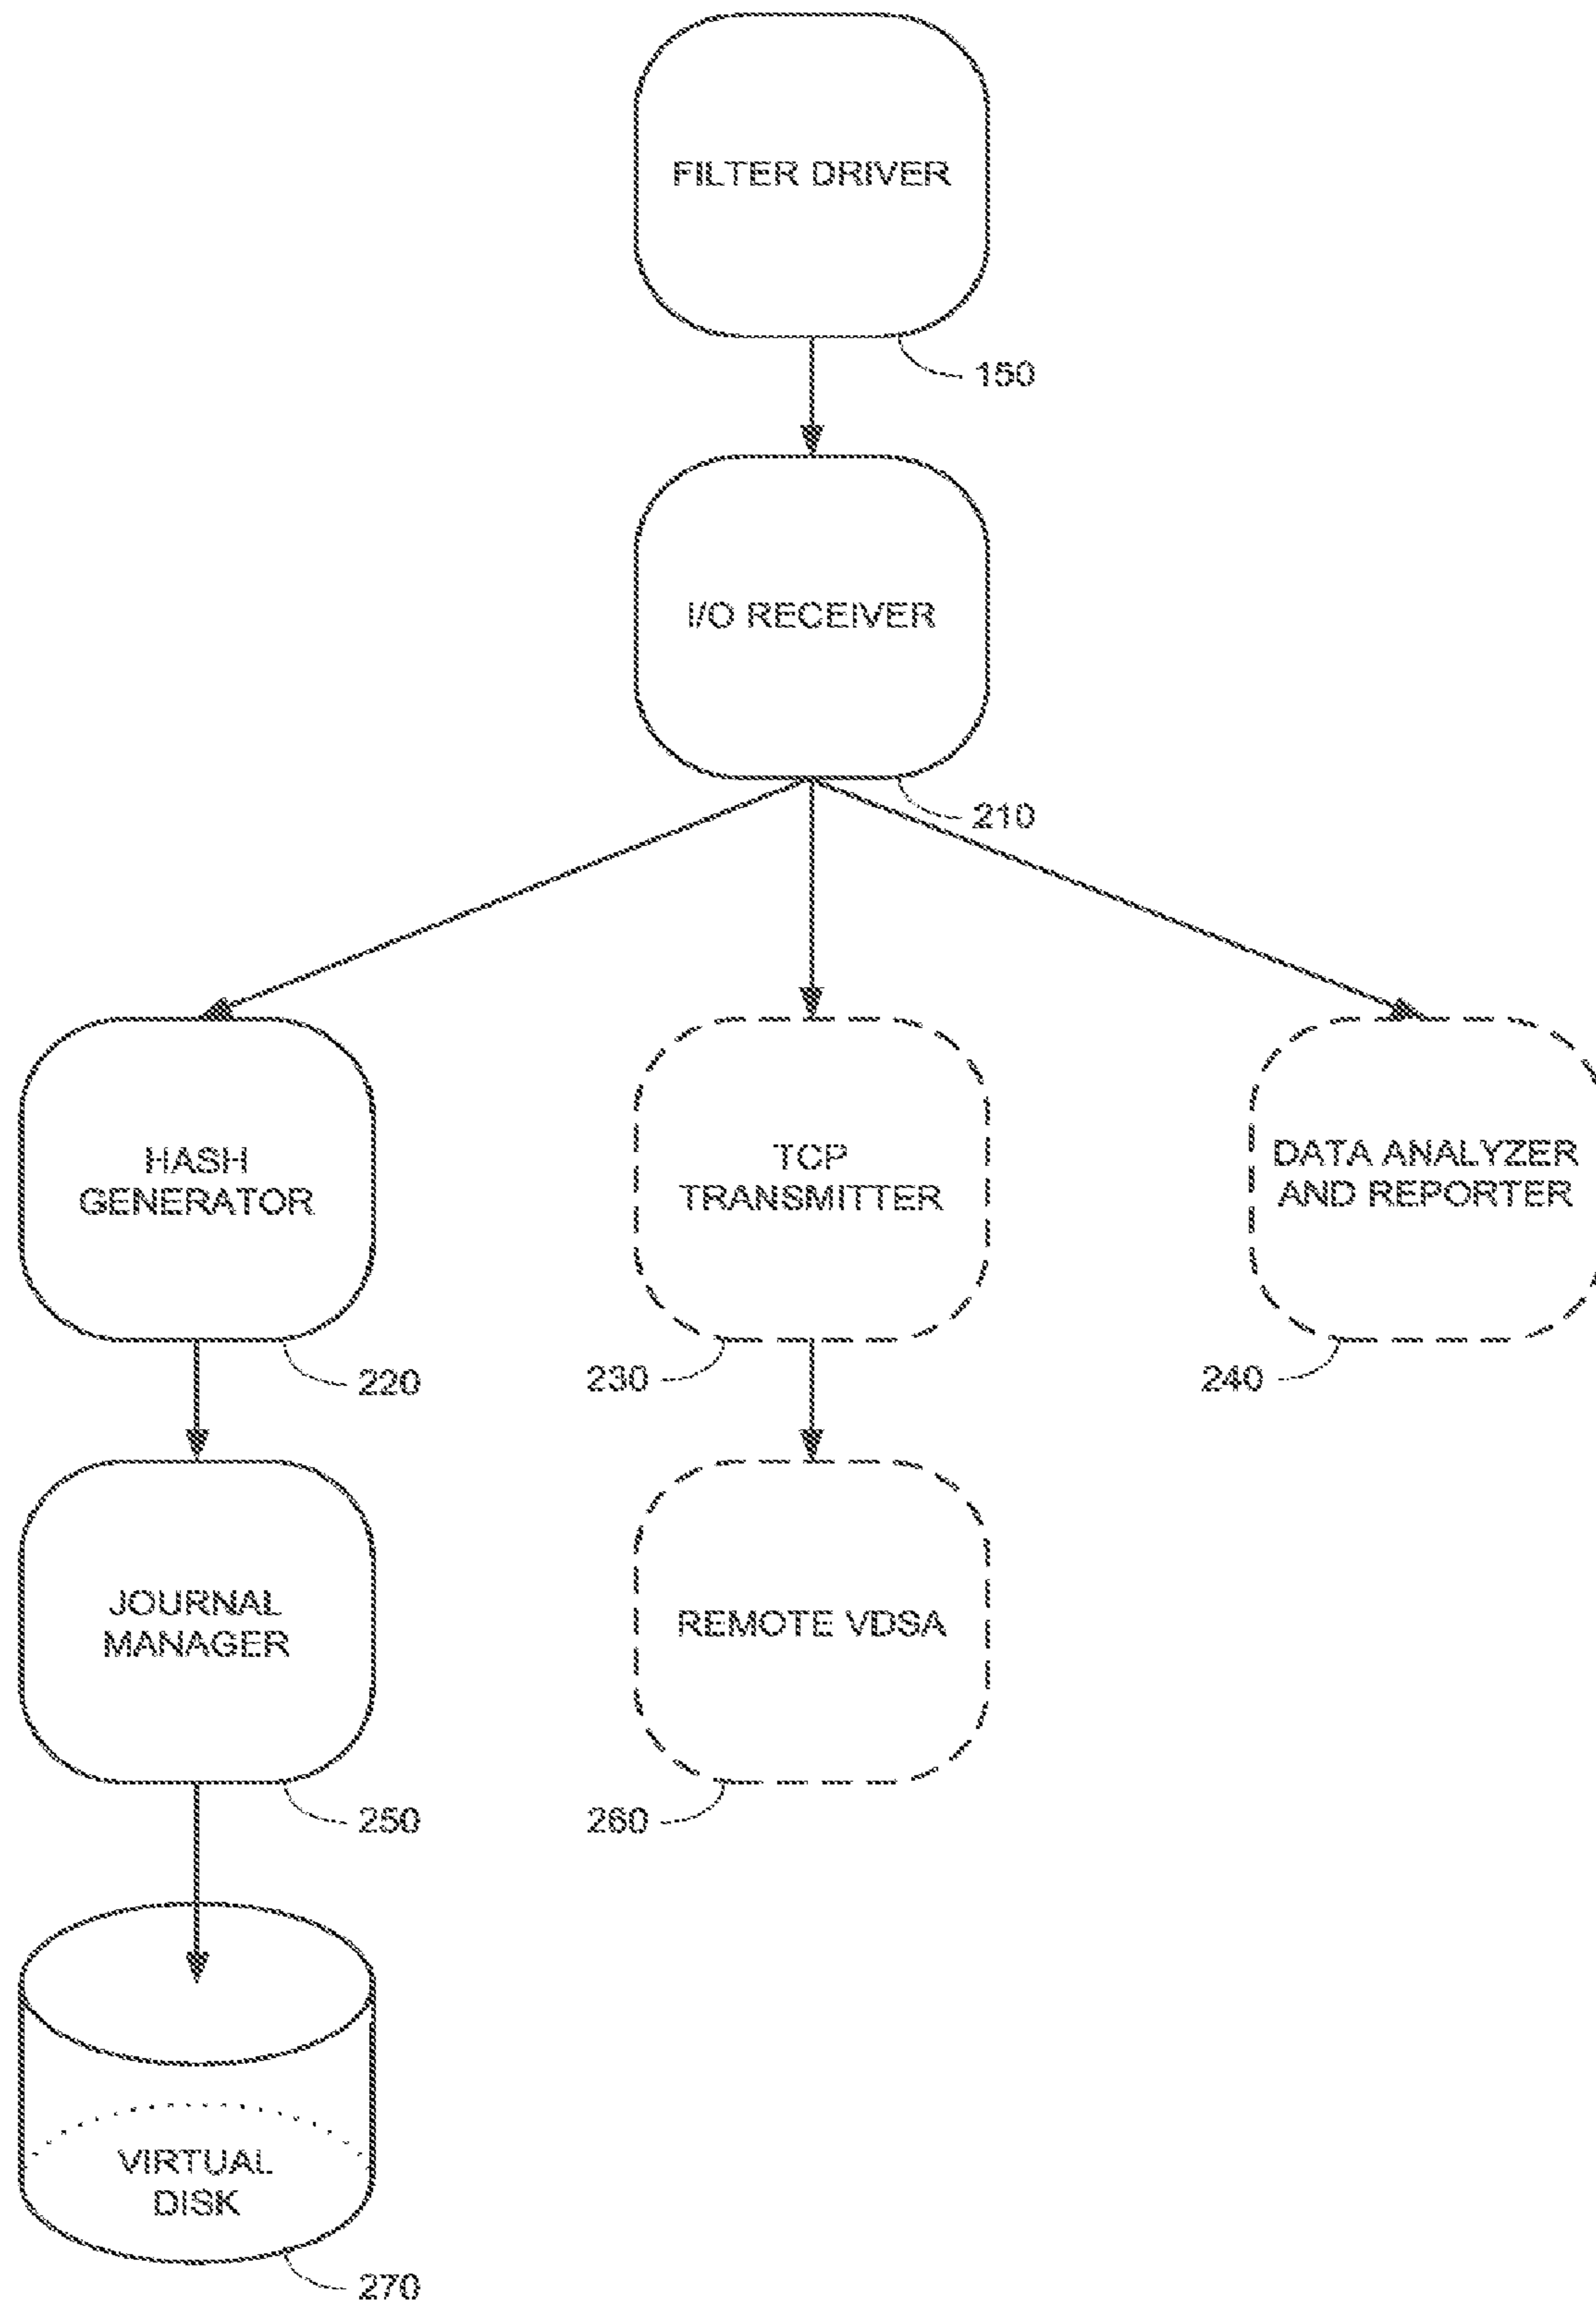 FILTER DRIVER
150
I/O RECEIVER
210
HASH
GENERATOR
220
TCP
TRANSMITTER
230
DATA ANALYZER
AND REPORTER
240
JOURNAL
MANAGER
250
REMOTE VDSA
260
VIRTUAL
DISK
270